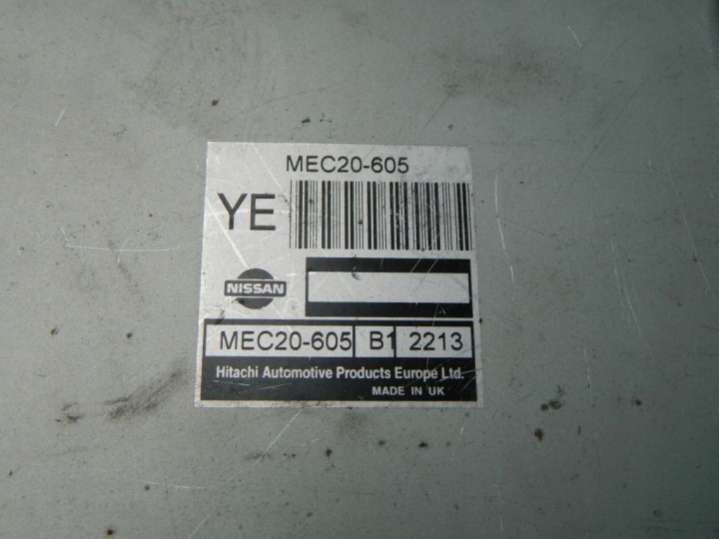 MEC20-605
YE
NISSAN
MEC20-605 B1 2213
Hitachi Automotive Products Europe Ltd.
MADE IN UK